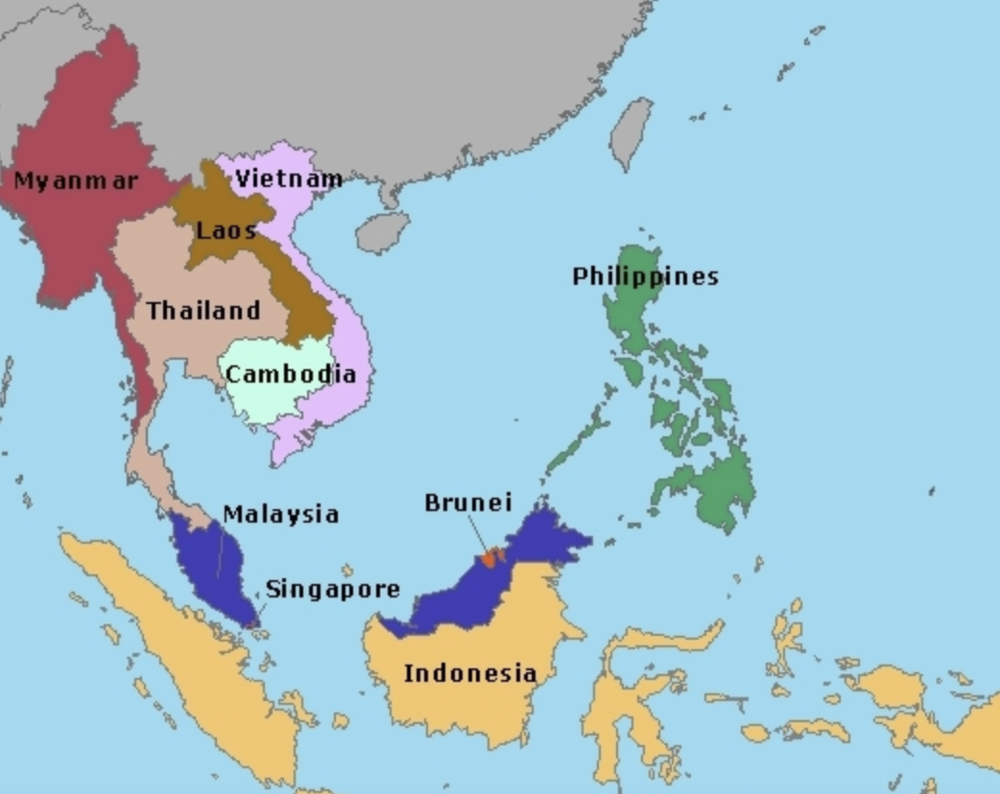 Myanmar
Vietnam
Laos
Philippines
Thailand
Cambodia
Brunei
Malaysia
Singapore
Indonesia